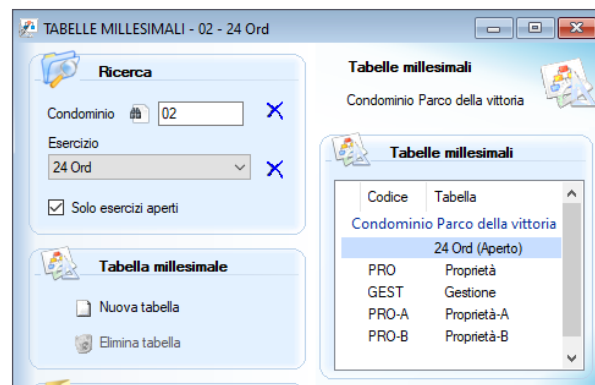 TABELLE MILLESIMALI - 02 - 24 Ord
Ricerca
Condominio 02
Esercizio
24 Ord
Solo esercizi aperti
Tabella millesimale
Nuova tabella
Elimina tabella
Tabelle millesimali
Condominio Parco della vittoria
Tabelle millesimali
Codice Tabella
Condominio Parco della vittoria
24 Ord (Aperto)
PRO Proprietà
GEST Gestione
PRO-A Proprietà-A
PRO-B Proprietà-B